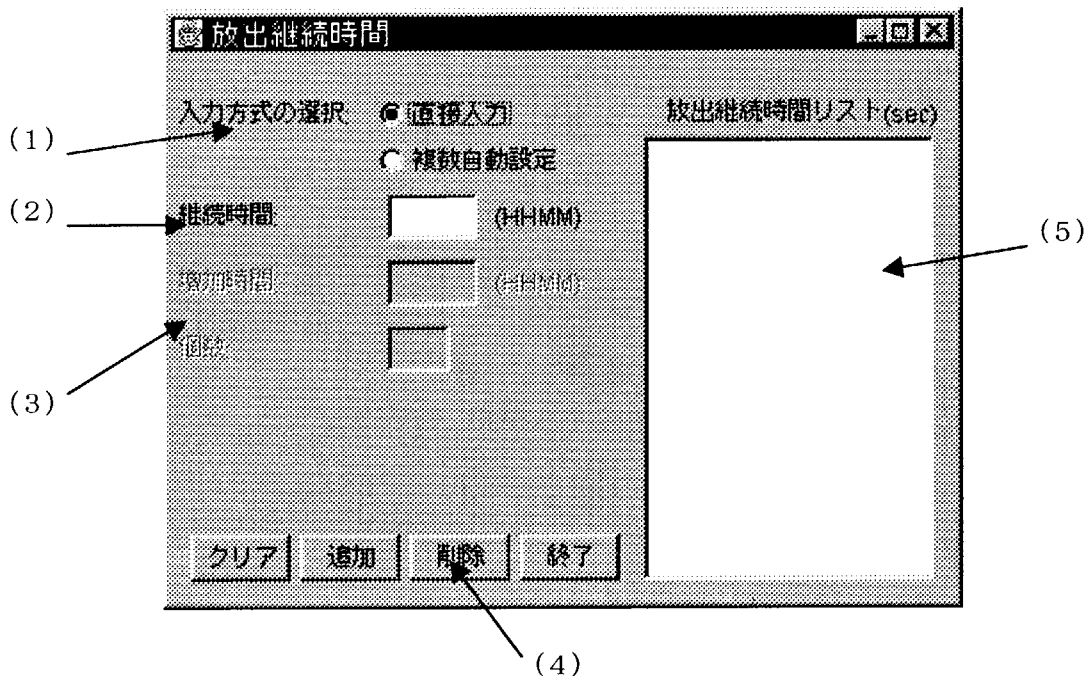 放出継続時間
入力方式の選択: 直接入力
放出継続時間リスト(sec)
(1)
複数自動設定
(2)
継続時間: (HHMM)
(5)
増加時間: (HHMM)
個数:
(3)
クリア 追加 削除 終了
(4)